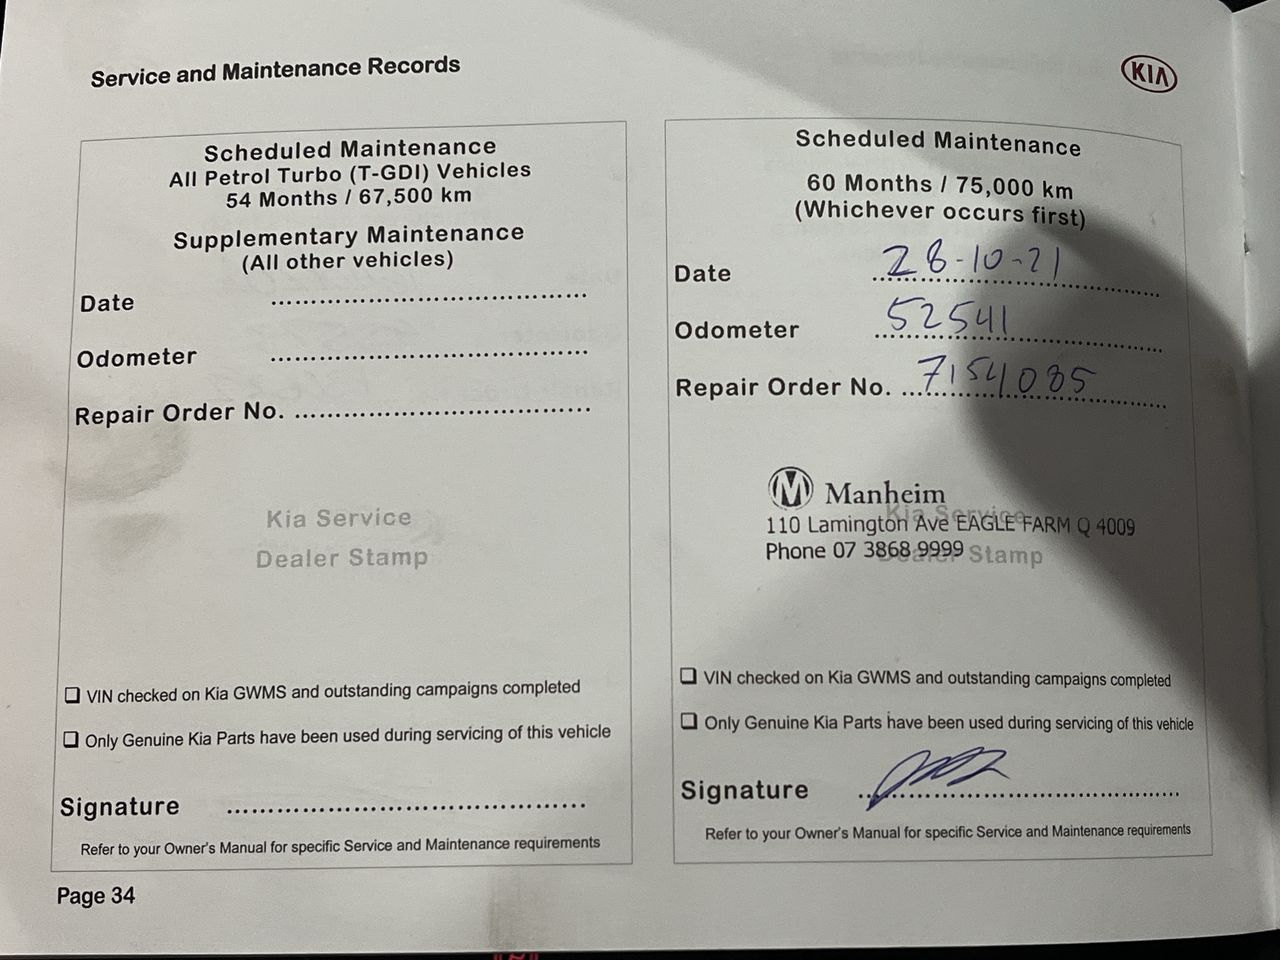 Service and Maintenance Records
KIA
Scheduled Maintenance
All Petrol Turbo (T-GDI) Vehicles
54 Months / 67,500 km
Supplementary Maintenance
(All other vehicles)
Date
Odometer
Repair Order No.
Kia Service
Dealer Stamp
❏ VIN checked on Kia GWMS and outstanding campaigns completed
❏ Only Genuine Kia Parts have been used during servicing of this vehicle
Signature
Refer to your Owner's Manual for specific Service and Maintenance requirements
Scheduled Maintenance
60 Months / 75,000 km
(Whichever occurs first)
Date 28-10-21
Odometer 52541
Repair Order No. 7154085
M Manheim
Kia Service
110 Lamington Ave EAGLE FARM Q 4009
Phone 07 3868 9999
Dealer Stamp
❏ VIN checked on Kia GWMS and outstanding campaigns completed
❏ Only Genuine Kia Parts have been used during servicing of this vehicle
Signature
Refer to your Owner's Manual for specific Service and Maintenance requirements
Page 34